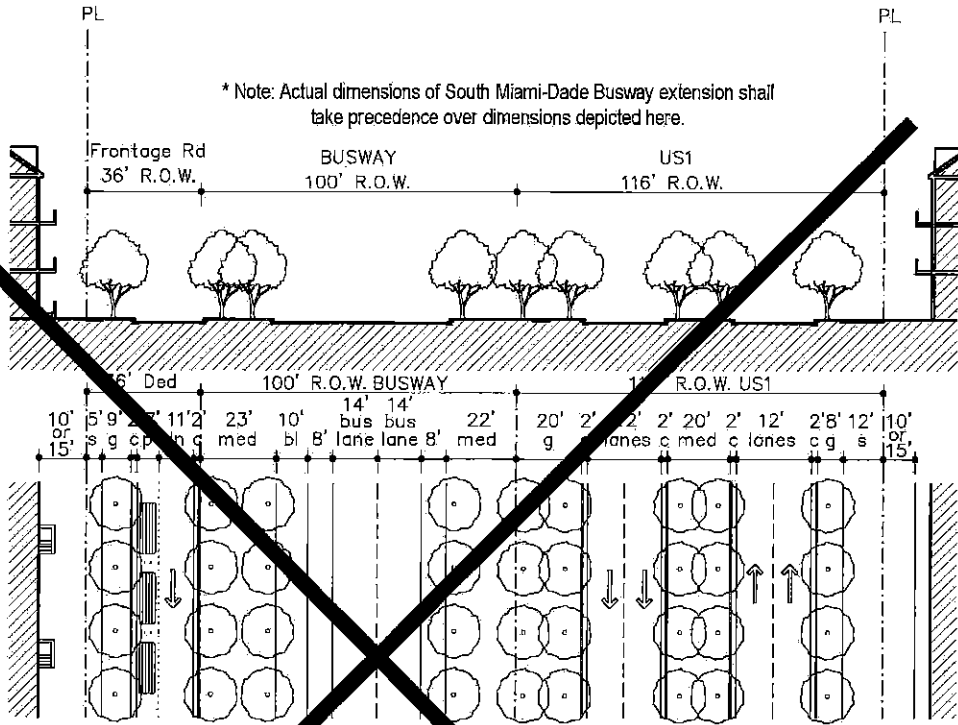 PL
PL
* Note: Actual dimensions of South Miami-Dade Busway extension shall
take precedence over dimensions depicted here.
Frontage Rd
36' R.O.W.
BUSWAY
100' R.O.W.
US1
116' R.O.W.
6' Ded
100' R.O.W. BUSWAY
R.O.W. US1
10'
or
15'
s
9'
g
p
11'
2'
23'
med
10'
bl
8'
14'
bus
lane
14'
bus
lane
8'
22'
med
20'
g
2'
lanes
2'
c
20'
med
2'
c
12'
lanes
2'
c
8'
g
12'
s
10'
or
15'